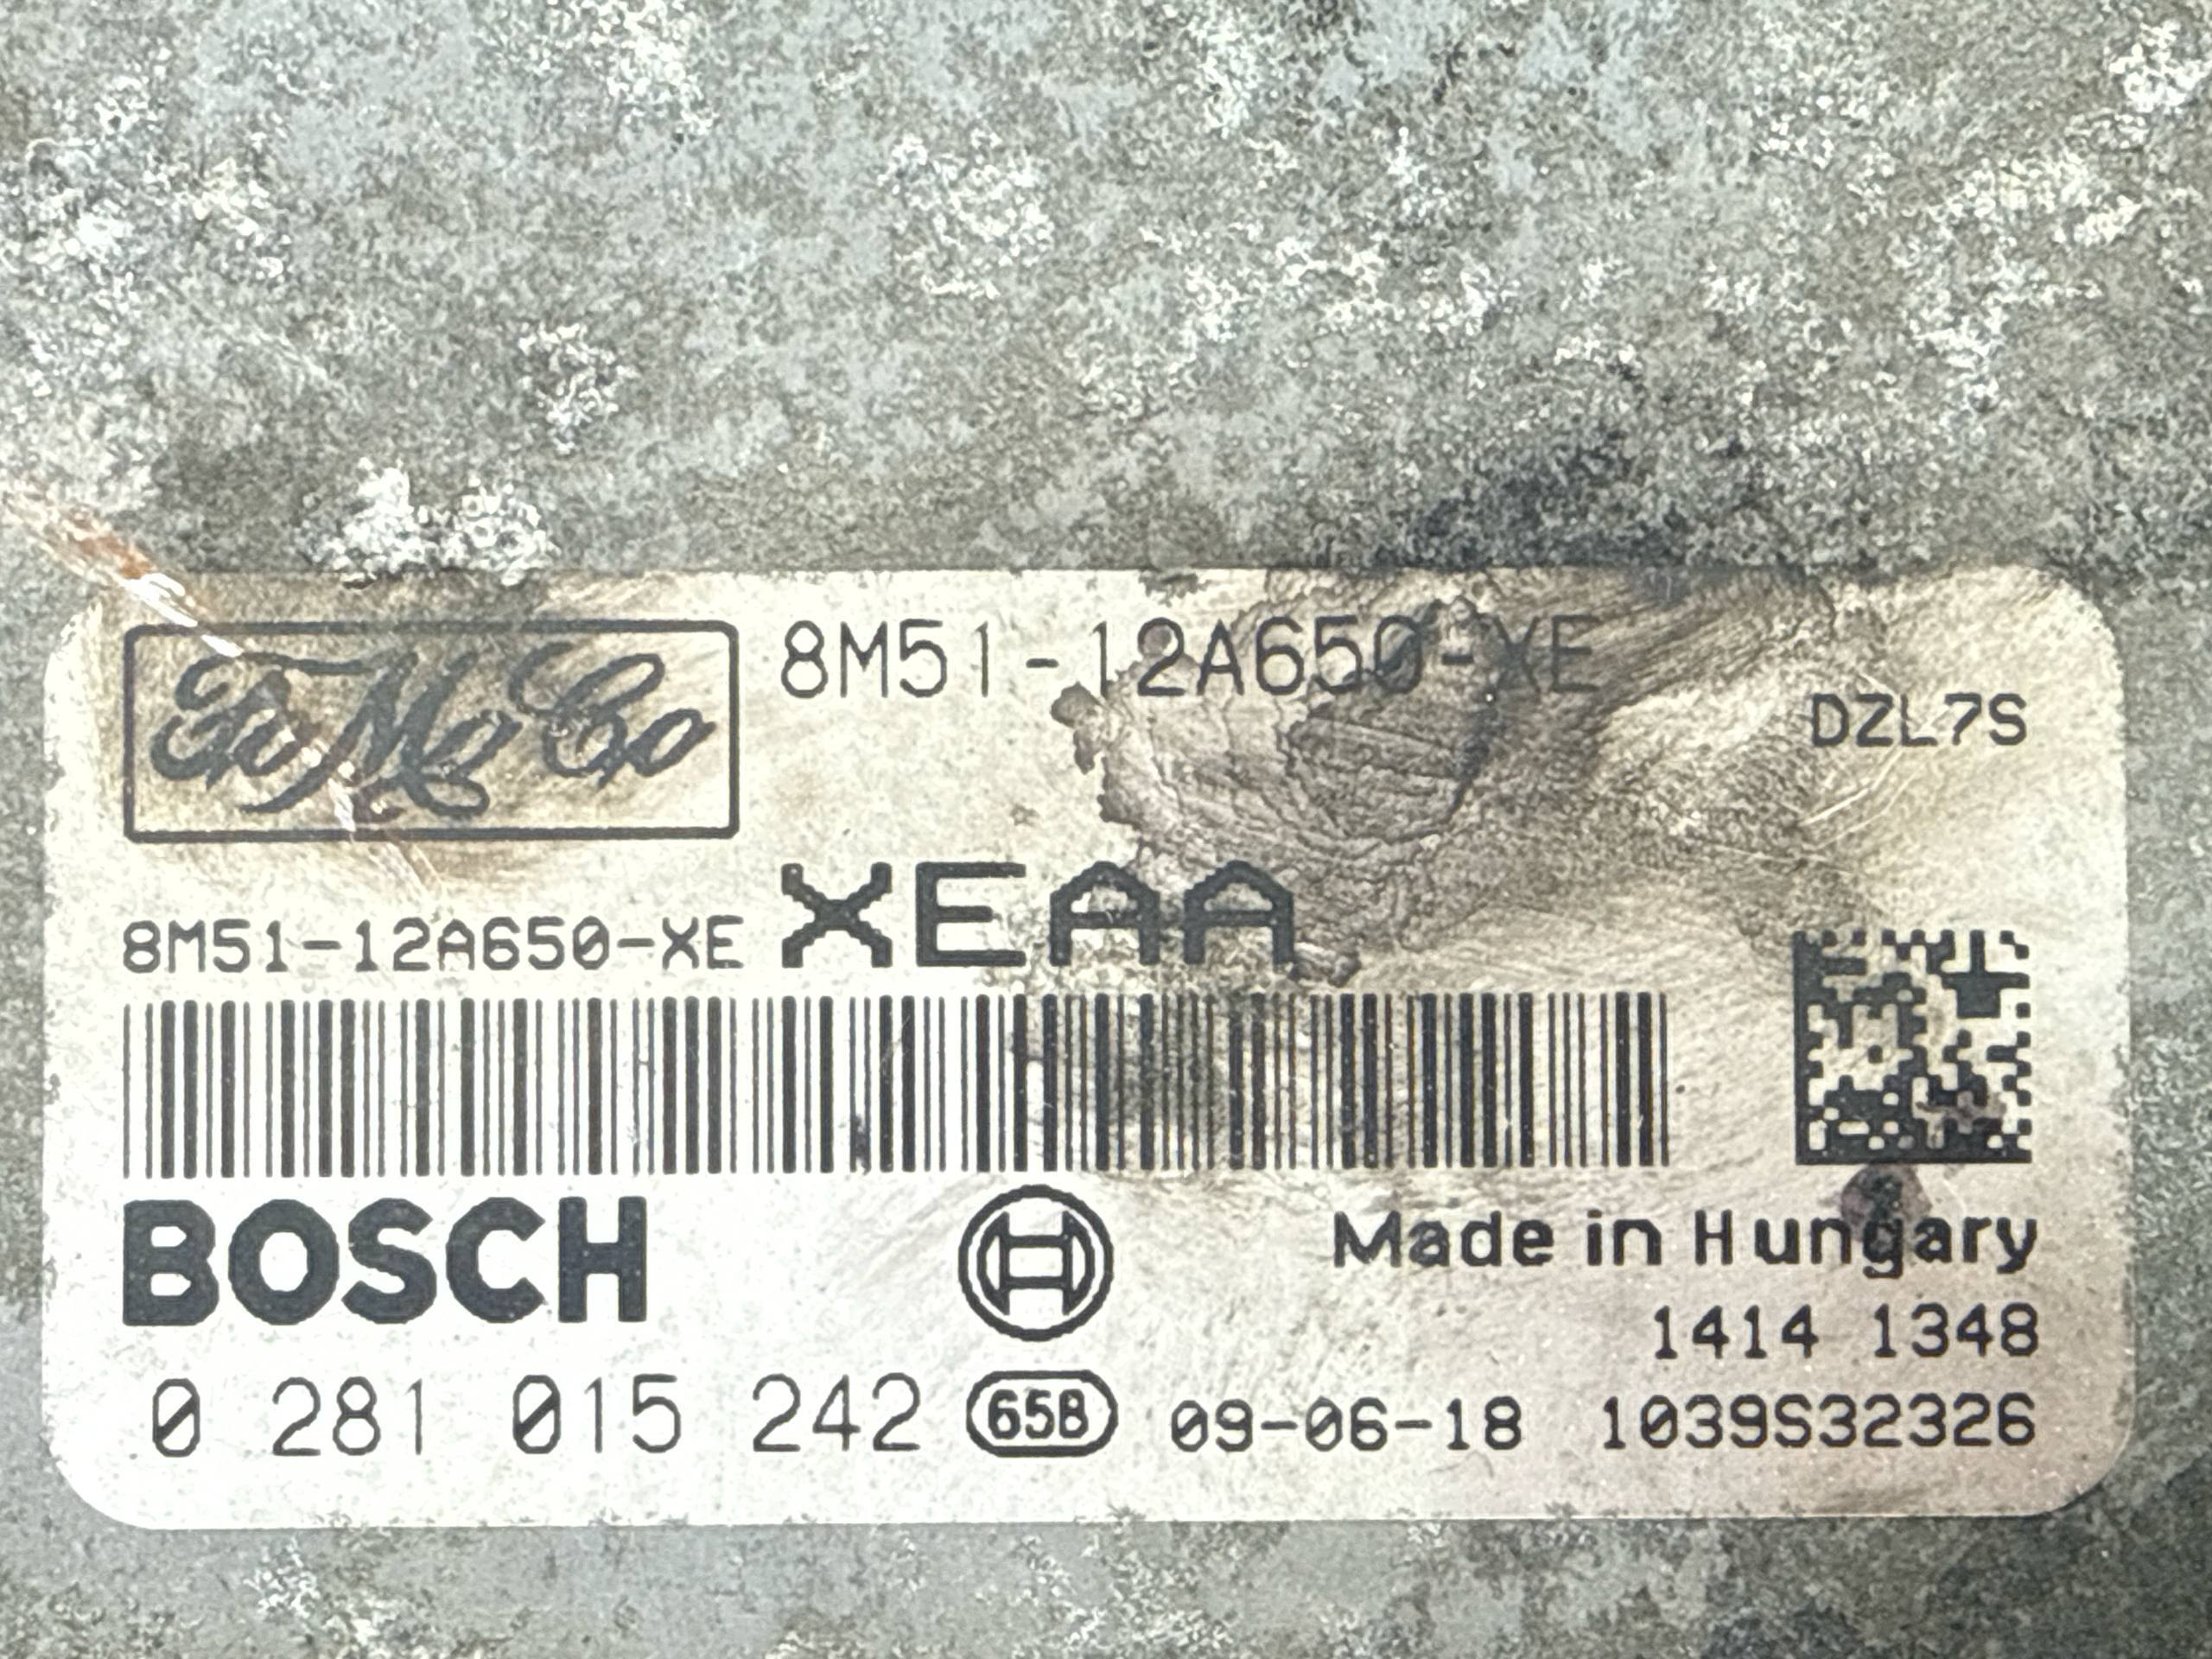 FoMoCo
8M51-12A650-XE
DZL7S
8M51-12A650-XE XEAA
BOSCH
Made in Hungary
1414 1348
0 281 015 242 65B 09-06-18 1039S32326